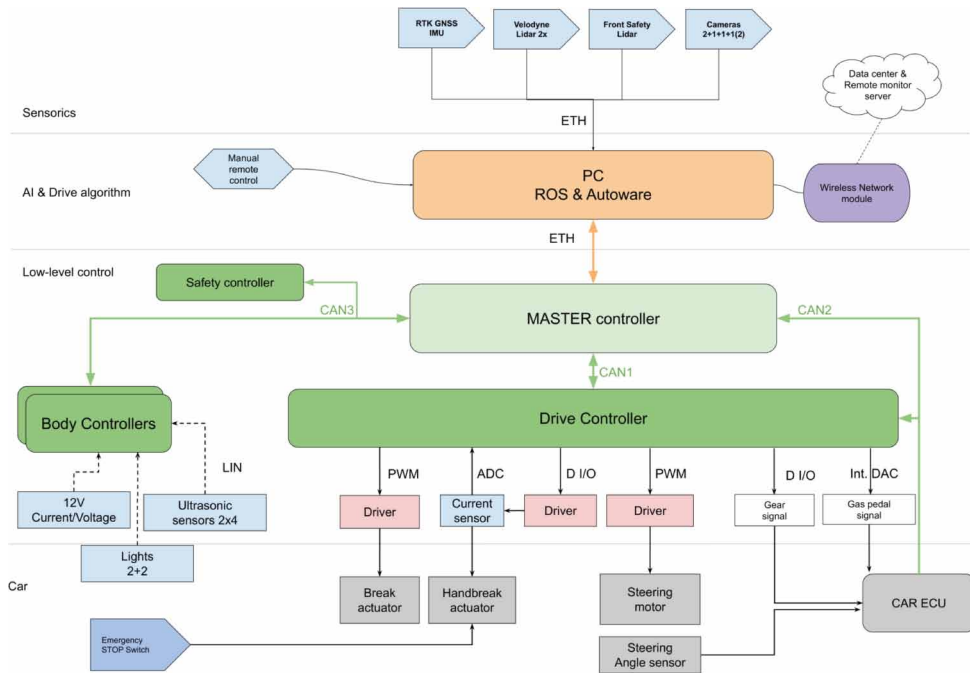 RTK GNSS
IMU
Velodyne
Lidar 2x
Front Safety
Lidar
Cameras
2+1+1+1(2)
Data center &
Remote monitor
server
Sensorics
ETH
Manual
remote
control
PC
ROS & Autoware
Wireless Network
module
AI & Drive algorithm
ETH
Low-level control
Safety controller
CAN3
MASTER controller
CAN2
CAN1
Body Controllers
Drive Controller
LIN
PWM
ADC
D I/O
PWM
D I/O
Int. DAC
12V
Current/Voltage
Ultrasonic
sensors 2x4
Driver
Current
sensor
Driver
Driver
Gear
signal
Gas pedal
signal
Lights
2+2
Car
Break
actuator
Handbreak
actuator
Steering
motor
CAR ECU
Emergency
STOP Switch
Steering
Angle sensor